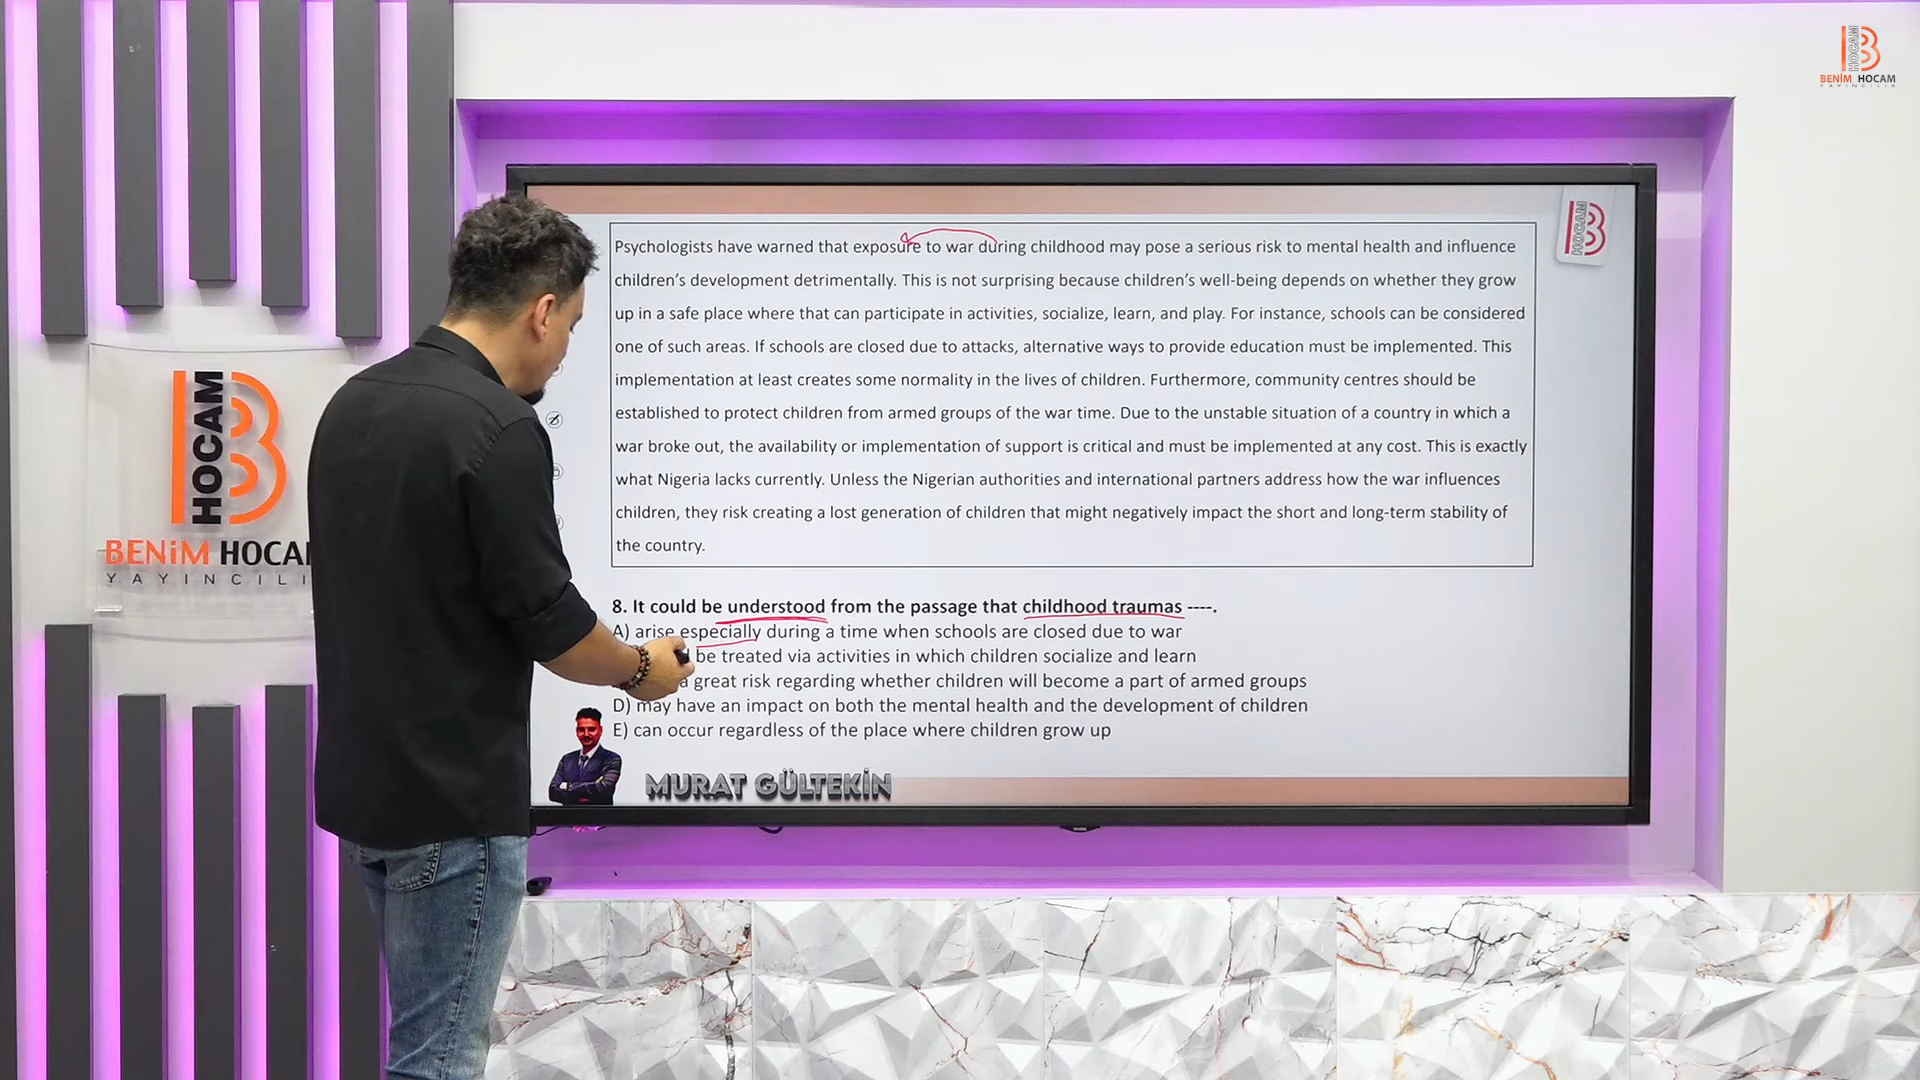 BENİM HOCAM
YAYINCILIK
HOCAM
HOCAM
Psychologists have warned that exposure to war during childhood may pose a serious risk to mental health and influence
children's development detrimentally. This is not surprising because children's well-being depends on whether they grow
up in a safe place where that can participate in activities, socialize, learn, and play. For instance, schools can be considered
one of such areas. If schools are closed due to attacks, alternative ways to provide education must be implemented. This
implementation at least creates some normality in the lives of children. Furthermore, community centres should be
established to protect children from armed groups of the war time. Due to the unstable situation of a country in which a
war broke out, the availability or implementation of support is critical and must be implemented at any cost. This is exactly
what Nigeria lacks currently. Unless the Nigerian authorities and international partners address how the war influences
children, they risk creating a lost generation of children that might negatively impact the short and long-term stability of
the country.
8. It could be understood from the passage that childhood traumas ----.
A) arise especially during a time when schools are closed due to war
be treated via activities in which children socialize and learn
a great risk regarding whether children will become a part of armed groups
D) may have an impact on both the mental health and the development of children
E) can occur regardless of the place where children grow up
MURAT GÜLTEKİN
HOCAM
BENİM HOCA
YAYINCILI